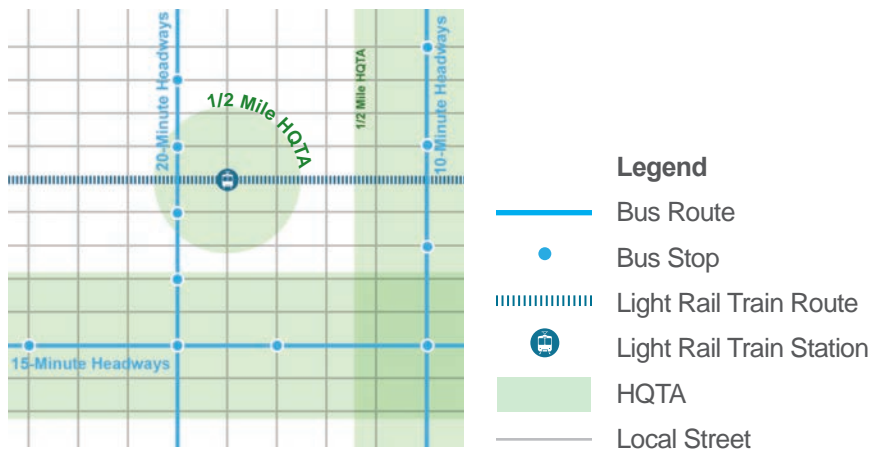 20-Minute Headways
1/2 Mile HQTA
1/2 Mile HQTA
10-Minute Headways
15-Minute Headways
Legend
Bus Route
Bus Stop
Light Rail Train Route
Light Rail Train Station
HQTA
Local Street